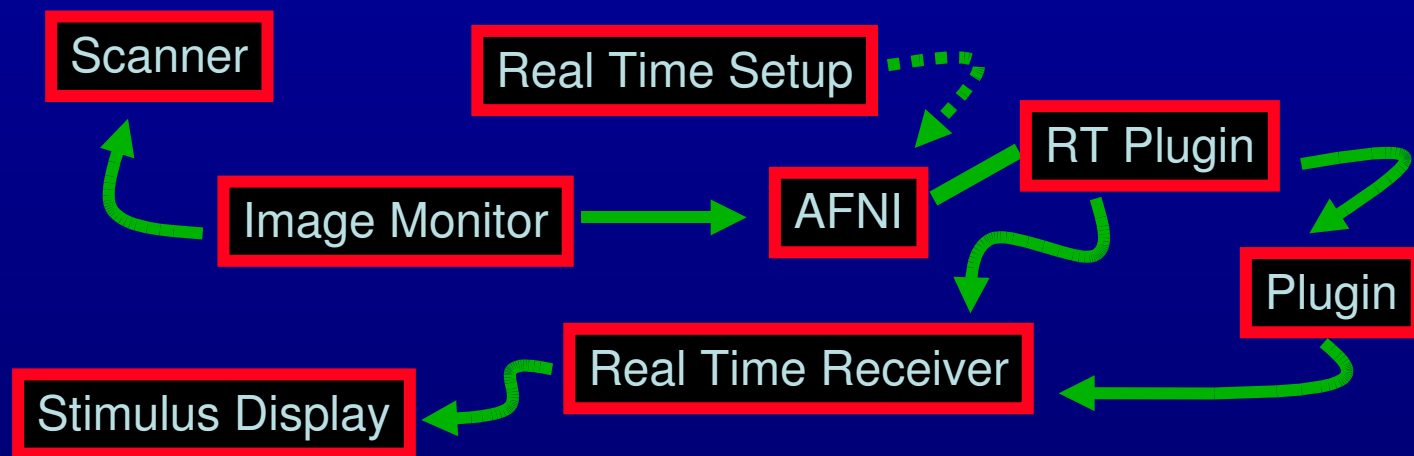 Scanner
Real Time Setup
RT Plugin
Image Monitor
AFNI
Plugin
Real Time Receiver
Stimulus Display